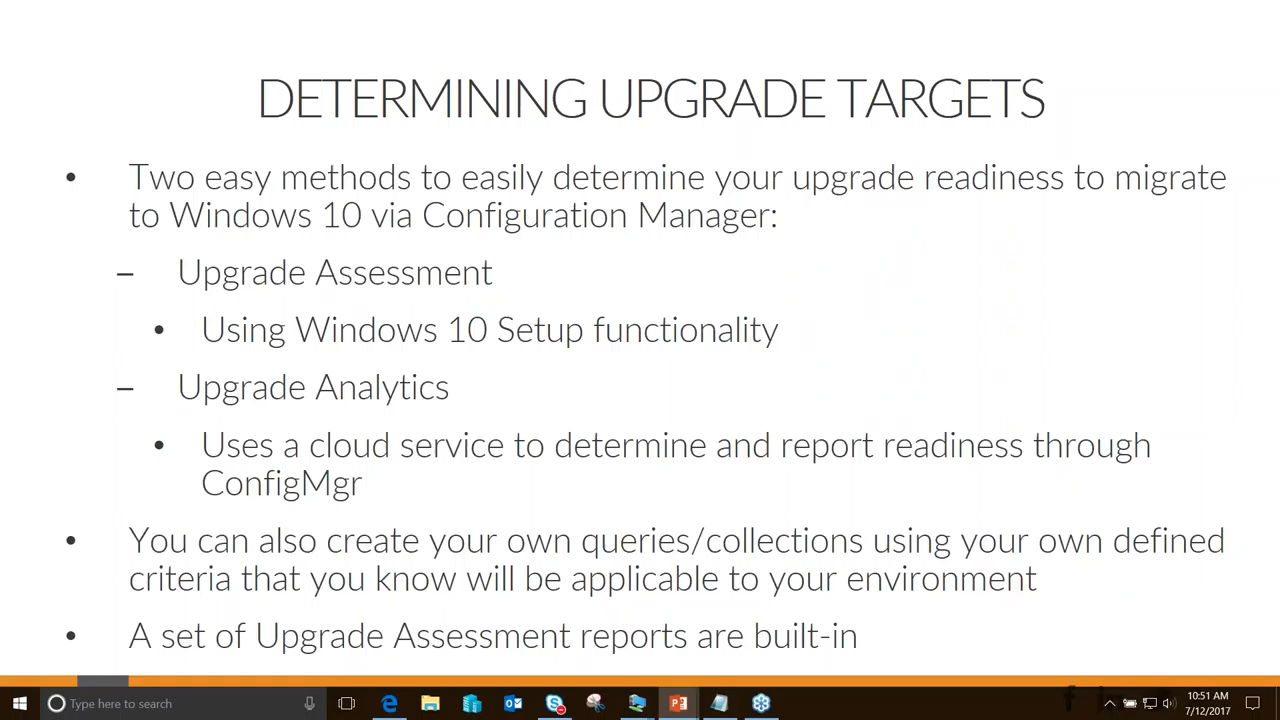 DETERMINING UPGRADE TARGETS
• Two easy methods to easily determine your upgrade readiness to migrate
to Windows 10 via Configuration Manager:
– Upgrade Assessment
• Using Windows 10 Setup functionality
– Upgrade Analytics
• Uses a cloud service to determine and report readiness through
ConfigMgr
• You can also create your own queries/collections using your own defined
criteria that you know will be applicable to your environment
• A set of Upgrade Assessment reports are built-in
Type here to search
10:51 AM
7/12/2017